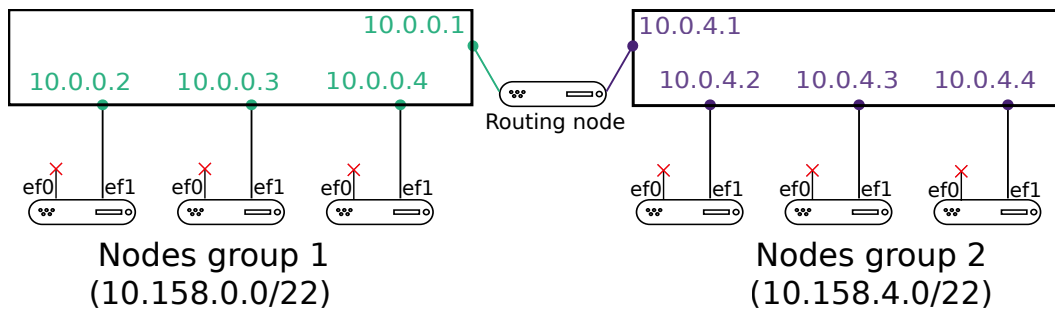 10.0.0.1
10.0.4.1
10.0.0.2 10.0.0.3 10.0.0.4
10.0.4.2 10.0.4.3 10.0.4.4
Routing node
ef0 ef1 ef0 ef1 ef0 ef1
ef0 ef1 ef0 ef1 ef0 ef1
Nodes group 1
(10.158.0.0/22)
Nodes group 2
(10.158.4.0/22)